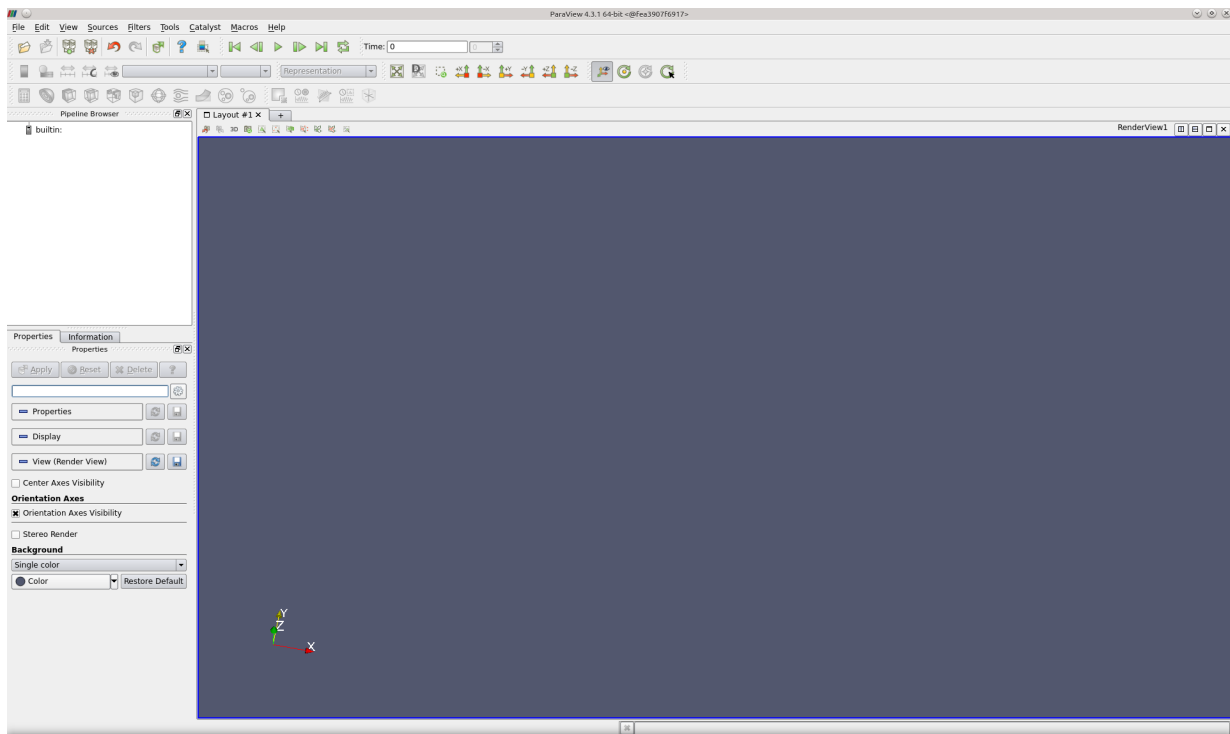 ParaView 4.3.1 64-bit <@fea3907f6917>
File Edit View Sources Filters Tools Catalyst Macros Help
Time: 0 0
Representation
Pipeline Browser
Layout #1
builtin:
3D
RenderView1
Properties Information
Properties
Apply Reset Delete ?
Properties
Display
View (Render View)
Center Axes Visibility
Orientation Axes
Orientation Axes Visibility
Stereo Render
Background
Single color
Color Restore Default
Y
Z
X